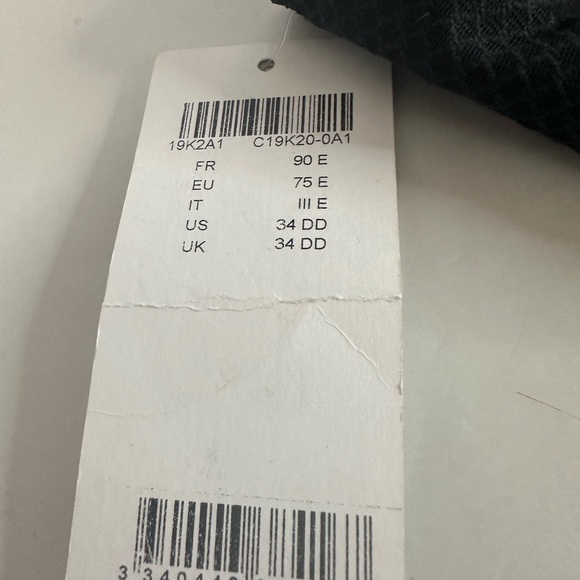 19K2A1 C19K20-0A1
FR 90 E
EU 75 E
IT III E
US 34 DD
UK 34 DD